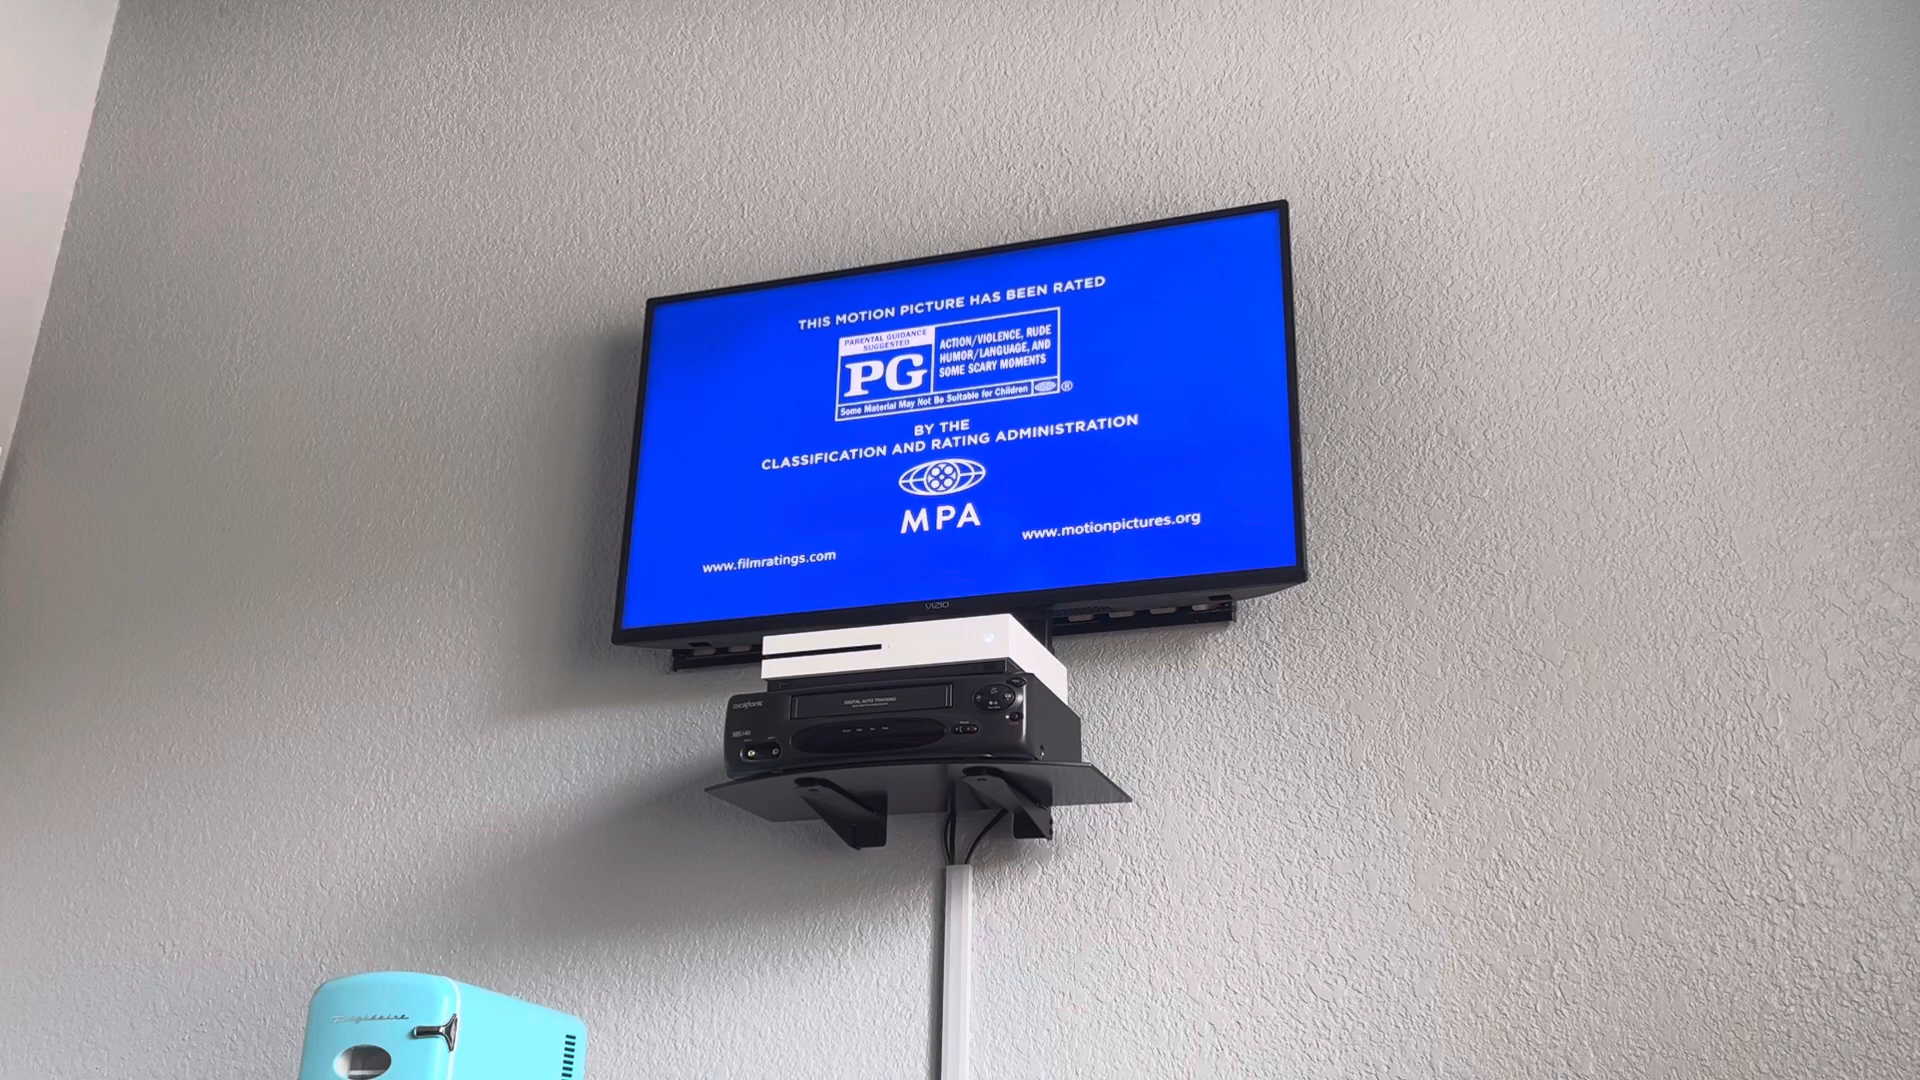 THIS MOTION PICTURE HAS BEEN RATED
PARENTAL GUIDANCE
SUGGESTED
PG
ACTION/VIOLENCE, RUDE
HUMOR/LANGUAGE, AND
SOME SCARY MOMENTS
Some Material May Not Be Suitable for Children
®
BY THE
CLASSIFICATION AND RATING ADMINISTRATION
MPA
www.filmratings.com
www.motionpictures.org
VIZIO
DIGITAL AUTO TRACKING
Frigidaire